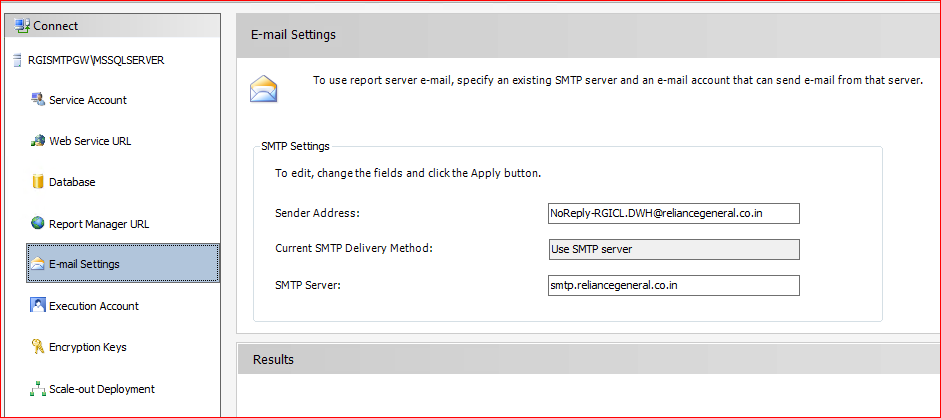 Connect
RGISMTPGW\MSSQLSERVER
Service Account
Web Service URL
Database
Report Manager URL
E-mail Settings
Execution Account
Encryption Keys
Scale-out Deployment
E-mail Settings
To use report server e-mail, specify an existing SMTP server and an e-mail account that can send e-mail from that server.
SMTP Settings
To edit, change the fields and click the Apply button.
Sender Address: NoReply-RGICL.DWH@reliancegeneral.co.in
Current SMTP Delivery Method: Use SMTP server
SMTP Server: smtp.reliancegeneral.co.in
Results